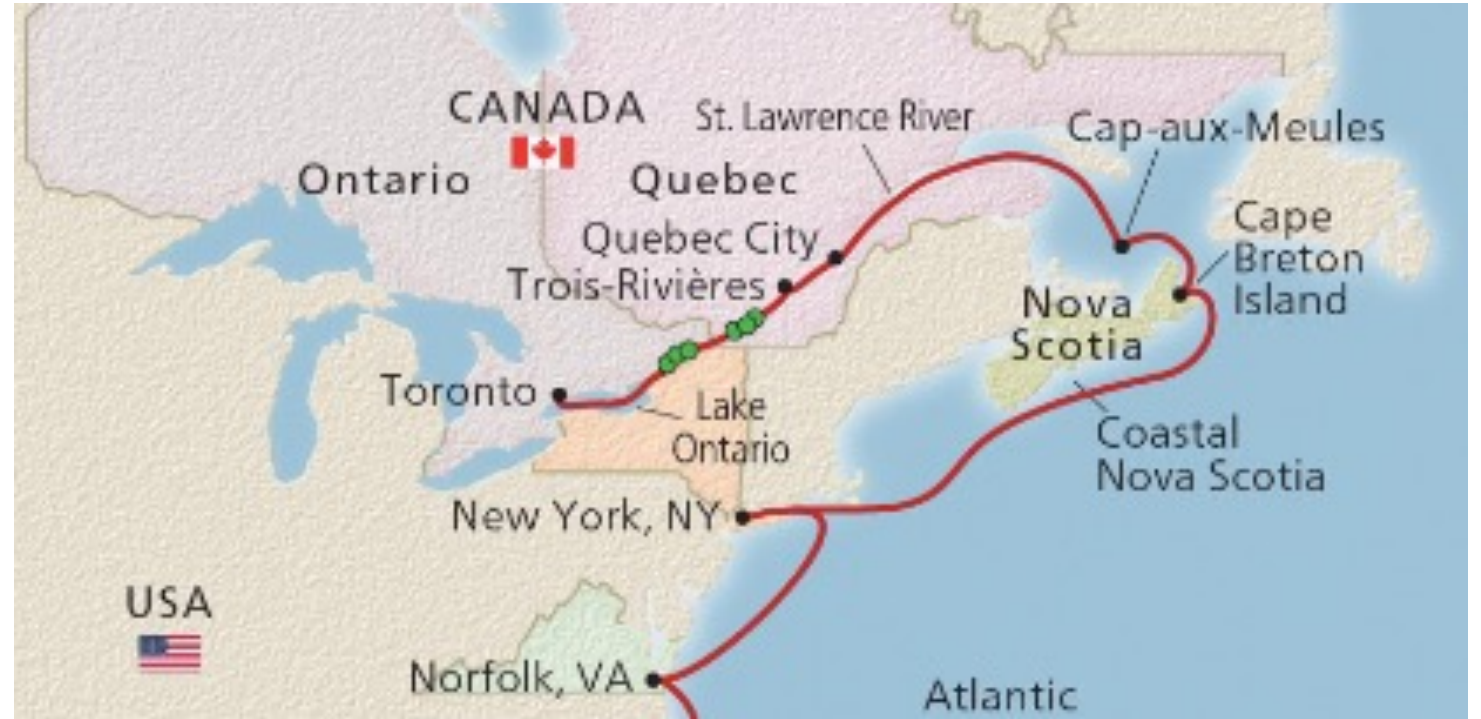 CANADA
St. Lawrence River
Cap-aux-Meules
Ontario
Quebec
Cape
Breton
Island
Quebec City
Trois-Rivières
Nova
Scotia
Toronto
Lake
Ontario
Coastal
Nova Scotia
New York, NY
USA
Norfolk, VA
Atlantic